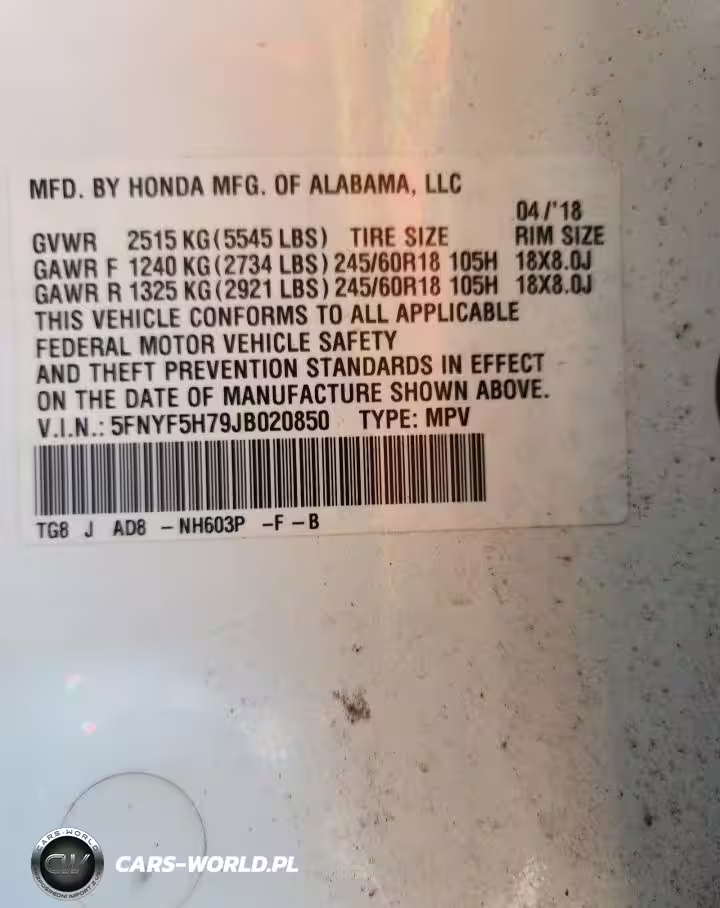 MFD. BY HONDA MFG. OF ALABAMA, LLC
04/'18
GVWR 2515 KG (5545 LBS) TIRE SIZE RIM SIZE
GAWR F 1240 KG (2734 LBS) 245/60R18 105H 18X8.0J
GAWR R 1325 KG (2921 LBS) 245/60R18 105H 18X8.0J
THIS VEHICLE CONFORMS TO ALL APPLICABLE
FEDERAL MOTOR VEHICLE SAFETY
AND THEFT PREVENTION STANDARDS IN EFFECT
ON THE DATE OF MANUFACTURE SHOWN ABOVE.
V.I.N.: 5FNYF5H79JB020850 TYPE: MPV
TG8 J AD8 -NH603P -F-B
CARS-WORLD
CW
CARS-WORLD.PL